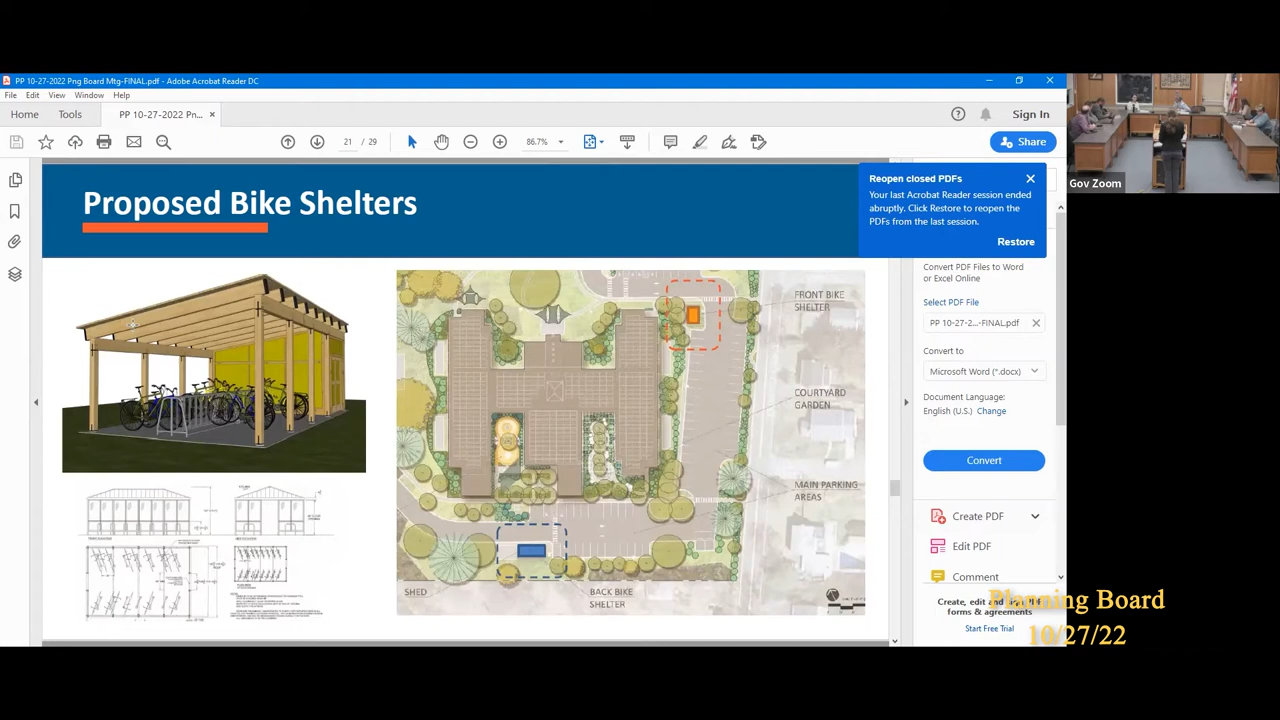 PP 10-27-2022 Png Board Mtg-FINAL.pdf - Adobe Acrobat Reader DC
File Edit View Window Help
Home Tools PP 10-27-2022 Pn... × Sign In
21 / 29 86.7% Share
Proposed Bike Shelters
Reopen closed PDFs
Your last Acrobat Reader session ended
abruptly. Click Restore to reopen the
PDFs from the last session.
Restore
Gov Zoom
Convert PDF Files to Word
or Excel Online
Select PDF File
PP 10-27-2...-FINAL.pdf
Convert to
Microsoft Word (*.docx)
Document Language:
English (U.S.) Change
Convert
Create PDF
Edit PDF
Comment
Create, edit and
forms & agreements
Start Free Trial
FRONT BIKE
SHELTER
COURTYARD
GARDEN
MAIN PARKING
AREAS
SHED
BACK BIKE
SHELTER
Planning Board
10/27/22